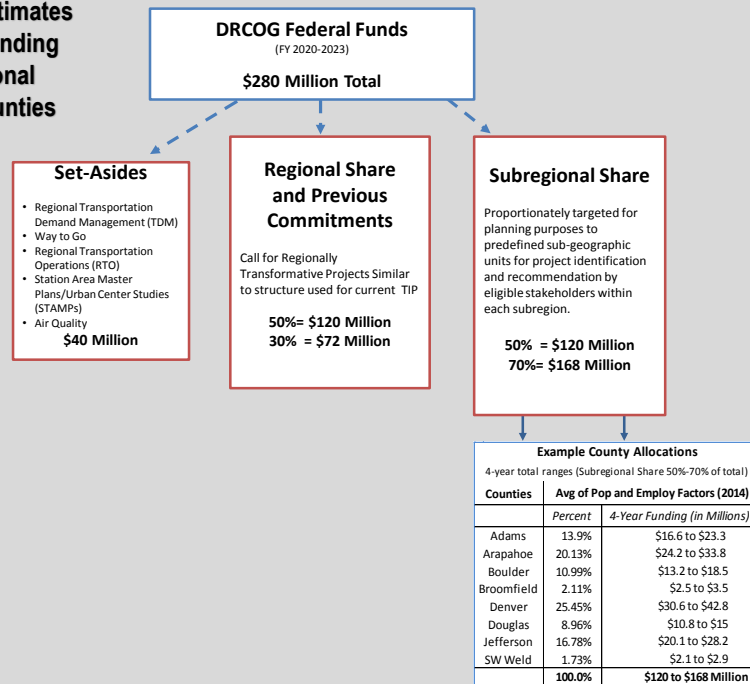 DRCOG Federal Funds
(FY 2020-2023)
$280 Million Total
Set-Asides
• Regional Transportation
Demand Management (TDM)
• Way to Go
• Regional Transportation
Operations (RTO)
• Station Area Master
Plans/Urban Center Studies
(STAMPs)
• Air Quality
$40 Million
Regional Share
and Previous
Commitments
Call for Regionally
Transformative Projects Similar
to structure used for current TIP
50%= $120 Million
30% = $72 Million
Subregional Share
Proportionately targeted for
planning purposes to
predefined sub-geographic
units for project identification
and recommendation by
eligible stakeholders within
each subregion.
50% = $120 Million
70%= $168 Million
Example County Allocations
4-year total ranges (Subregional Share 50%-70% of total)
Counties Avg of Pop and Employ Factors (2014)
Percent 4-Year Funding (in Millions)
Adams 13.9% $16.6 to $23.3
Arapahoe 20.13% $24.2 to $33.8
Boulder 10.99% $13.2 to $18.5
Broomfield 2.11% $2.5 to $3.5
Denver 25.45% $30.6 to $42.8
Douglas 8.96% $10.8 to $15
Jefferson 16.78% $20.1 to $28.2
SW Weld 1.73% $2.1 to $2.9
100.0% $120 to $168 Million